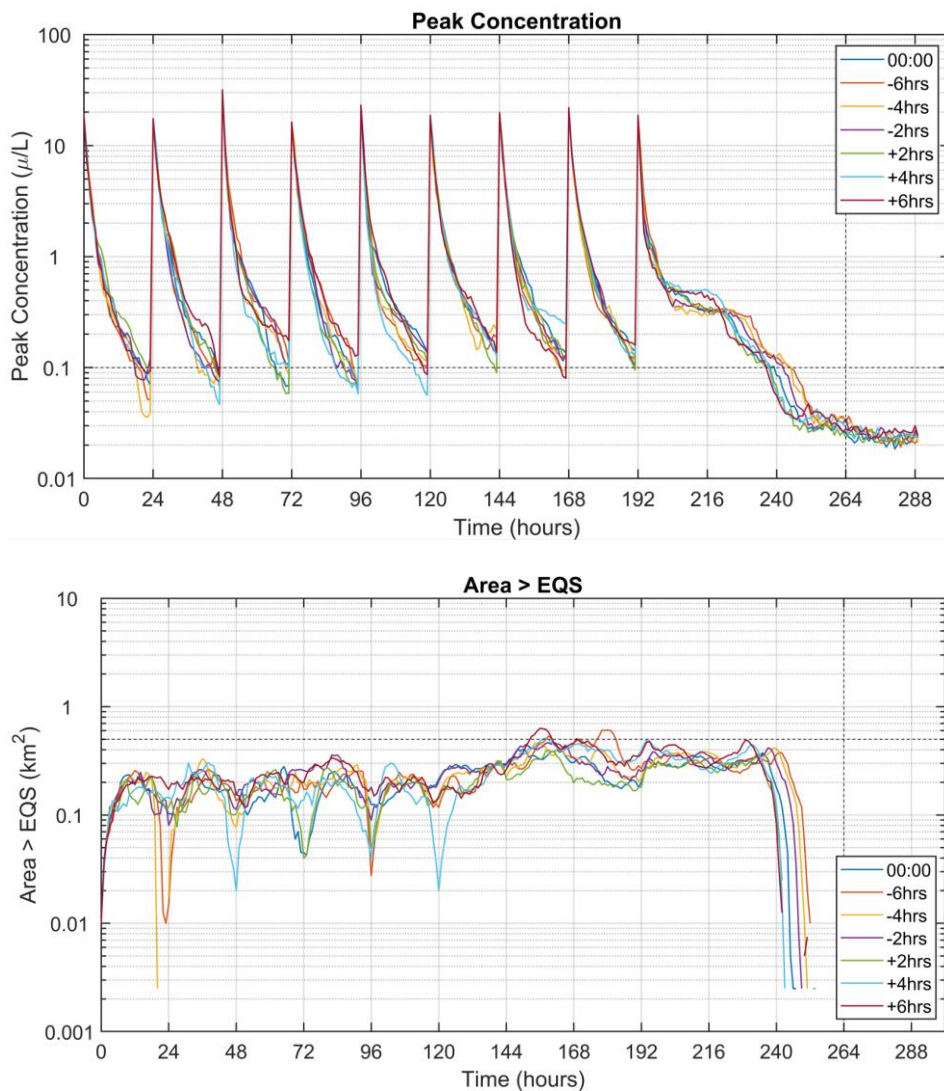 Peak Concentration
Peak Concentration (μ/L)
100
10
1
0.1
0.01
0 24 48 72 96 120 144 168 192 216 240 264 288
Time (hours)
00:00
-6hrs
-4hrs
-2hrs
+2hrs
+4hrs
+6hrs
Area > EQS
Area > EQS (km²)
10
1
0.1
0.01
0.001
0 24 48 72 96 120 144 168 192 216 240 264 288
Time (hours)
00:00
-6hrs
-4hrs
-2hrs
+2hrs
+4hrs
+6hrs